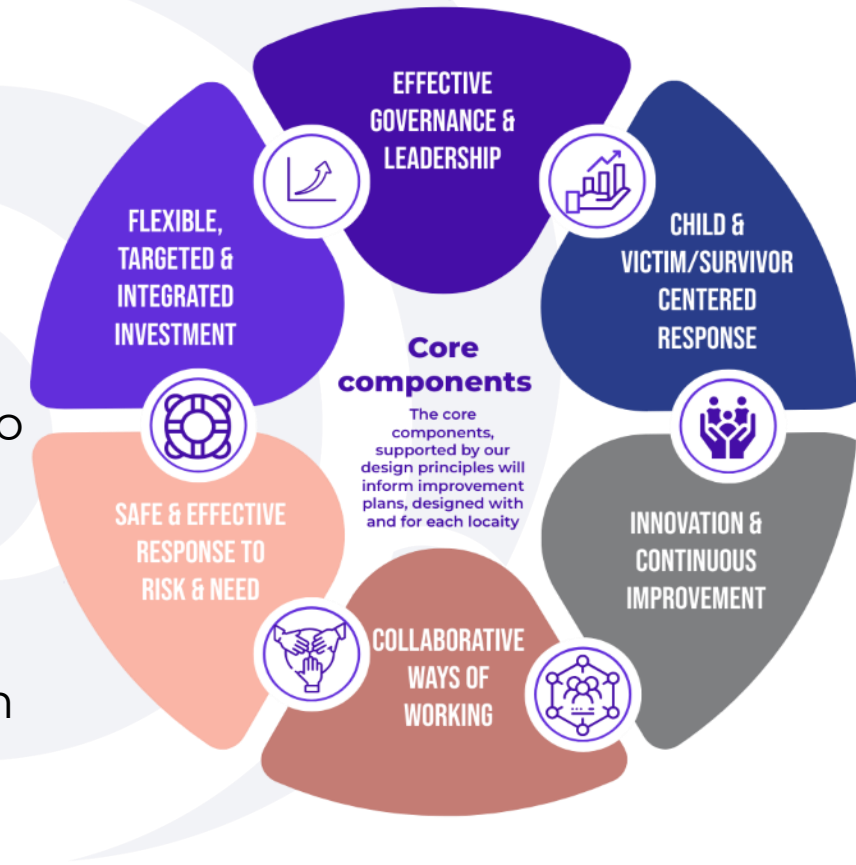 EFFECTIVE
GOVERNANCE &
LEADERSHIP
CHILD &
VICTIM/SURVIVOR
CENTERED
RESPONSE
INNOVATION &
CONTINUOUS
IMPROVEMENT
COLLABORATIVE
WAYS OF
WORKING
SAFE & EFFECTIVE
RESPONSE TO
RISK & NEED
FLEXIBLE,
TARGETED &
INTEGRATED
INVESTMENT
Core
components
The core
components,
supported by our
design principles will
inform improvement
plans, designed with
and for each locaity